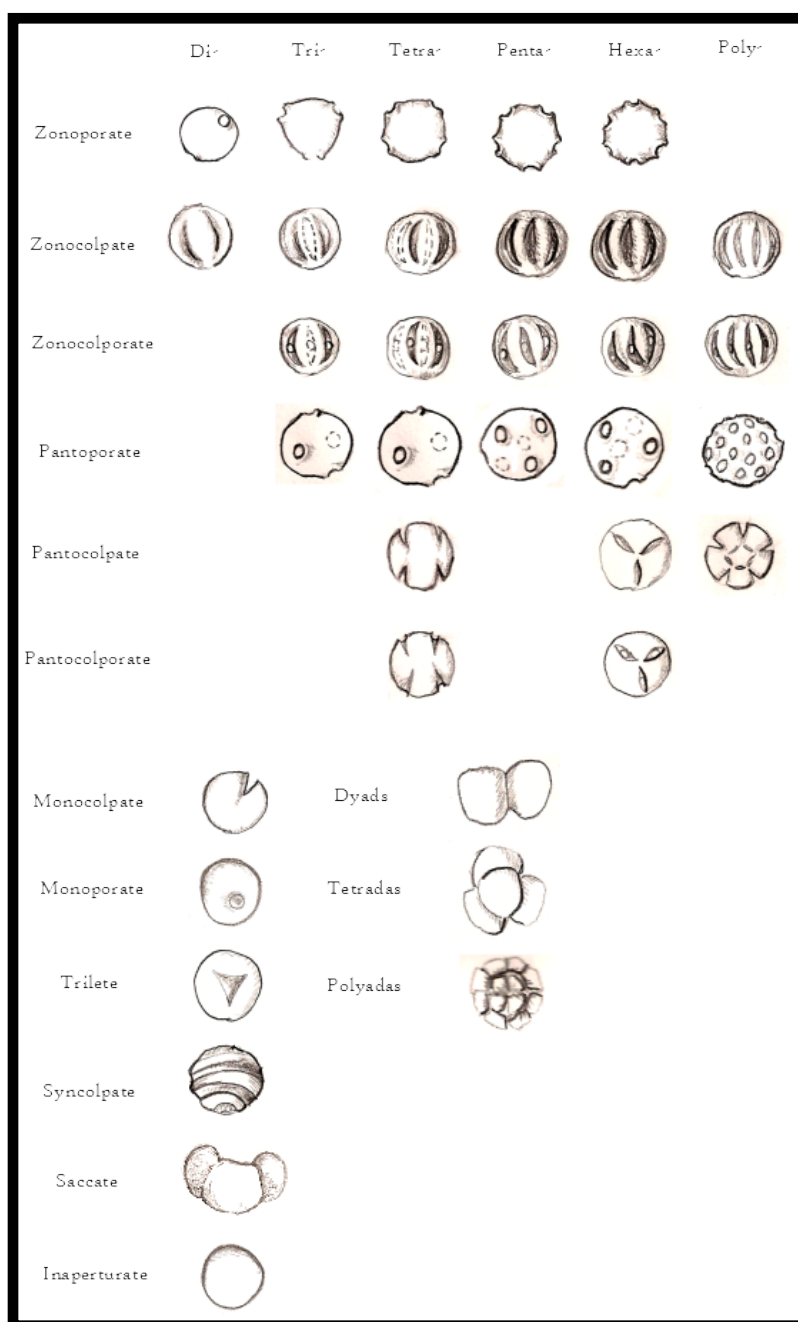 Di- Tri- Tetra- Penta- Hexa- Poly-
Zonoporate
Zonocolpate
Zonocolporate
Pantoporate
Pantocolpate
Pantocolporate
Monocolpate Dyads
Monoporate Tetradas
Trilete Polyadas
Syncolpate
Saccate
Inaperturate